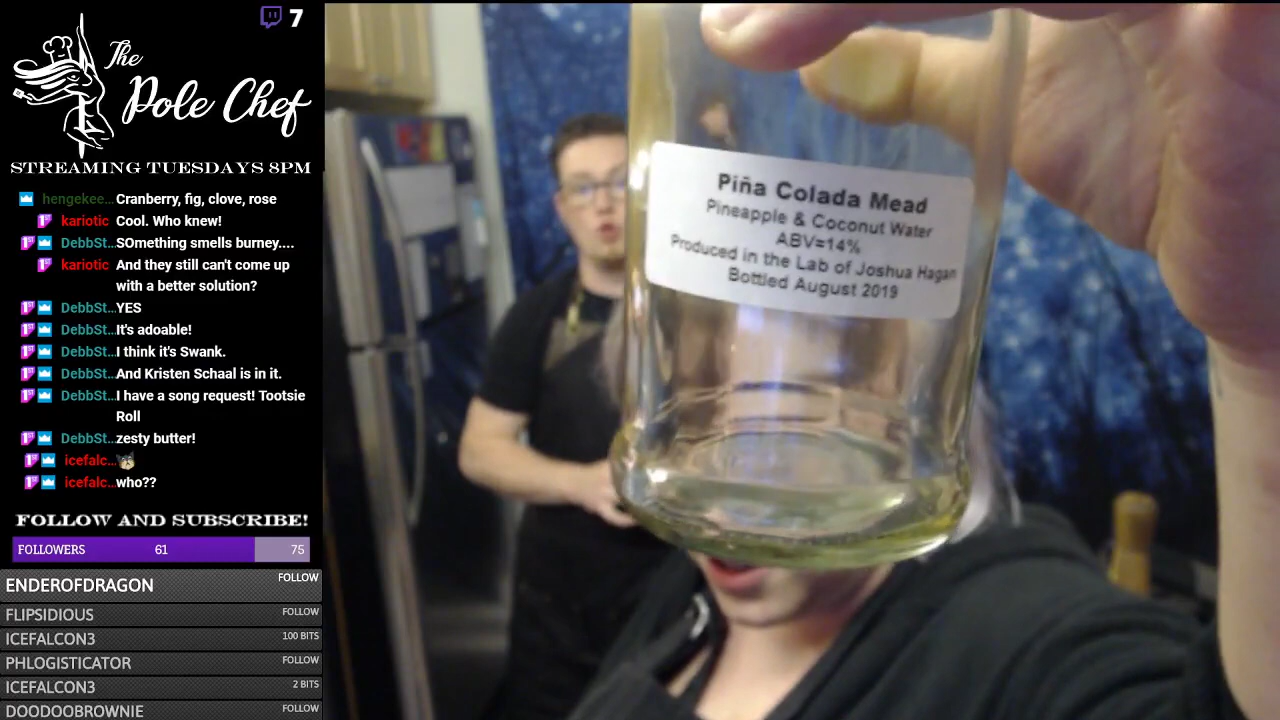 7
The
Pole Chef
STREAMING TUESDAYS 8PM
hengekee... Cranberry, fig, clove, rose
kariotic Cool. Who knew!
DebbSt... SOmething smells burney....
kariotic And they still can't come up
with a better solution?
DebbSt... YES
DebbSt... It's adoable!
DebbSt... I think it's Swank.
DebbSt... And Kristen Schaal is in it.
DebbSt... I have a song request! Tootsie
Roll
DebbSt... zesty butter!
icefalc...
icefalc... who??
FOLLOW AND SUBSCRIBE!
FOLLOWERS 61 75
ENDEROFDRAGON FOLLOW
FLIPSIDIOUS FOLLOW
ICEFALCON3 100 BITS
PHLOGISTICATOR FOLLOW
ICEFALCON3 2 BITS
DOODOOBROWNIE FOLLOW
Piña Colada Mead
Pineapple & Coconut Water
ABV=14%
Produced in the Lab of Joshua Hagan
Bottled August 2019